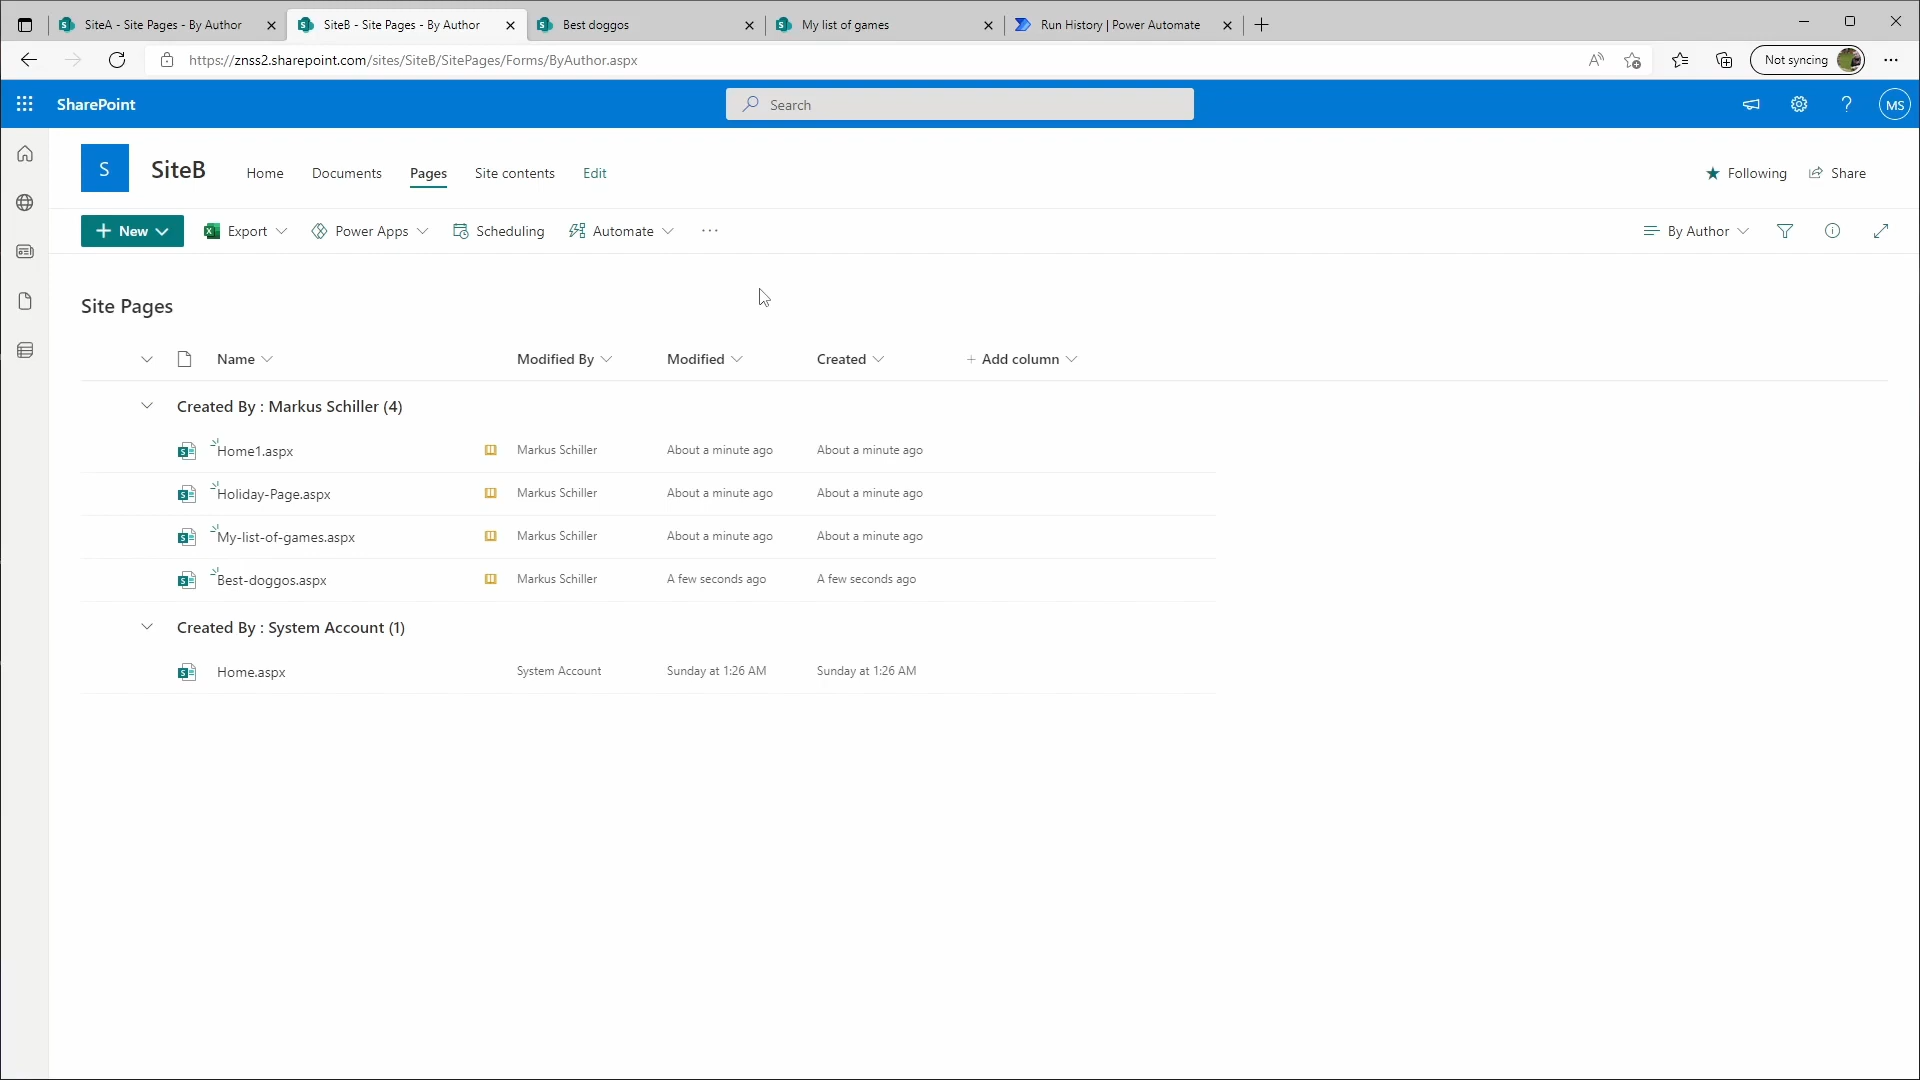 SiteA - Site Pages - By Author
SiteB - Site Pages - By Author
Best doggos
My list of games
Run History | Power Automate
https://znss2.sharepoint.com/sites/SiteB/SitePages/Forms/ByAuthor.aspx
Not syncing
SharePoint
Search
MS
S
SiteB
Home
Documents
Pages
Site contents
Edit
Following
Share
New
Export
Power Apps
Scheduling
Automate
By Author
Site Pages
Name
Modified By
Modified
Created
Add column
Created By : Markus Schiller (4)
Home1.aspx Markus Schiller About a minute ago About a minute ago
Holiday-Page.aspx Markus Schiller About a minute ago About a minute ago
My-list-of-games.aspx Markus Schiller About a minute ago About a minute ago
Best-doggos.aspx Markus Schiller A few seconds ago A few seconds ago
Created By : System Account (1)
Home.aspx System Account Sunday at 1:26 AM Sunday at 1:26 AM